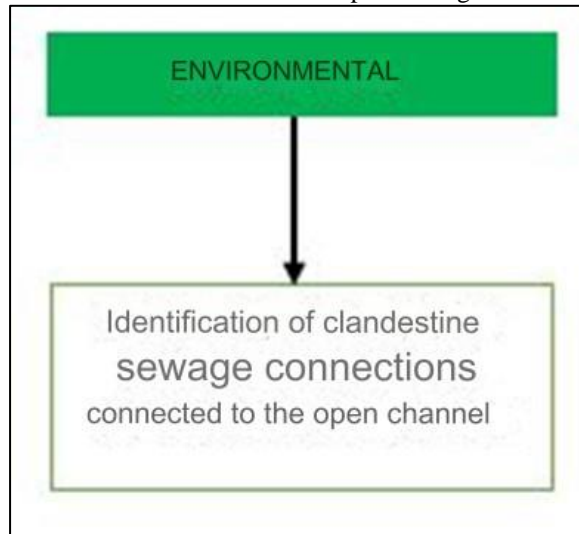 ENVIRONMENTAL
Identification of clandestine
sewage connections
connected to the open channel